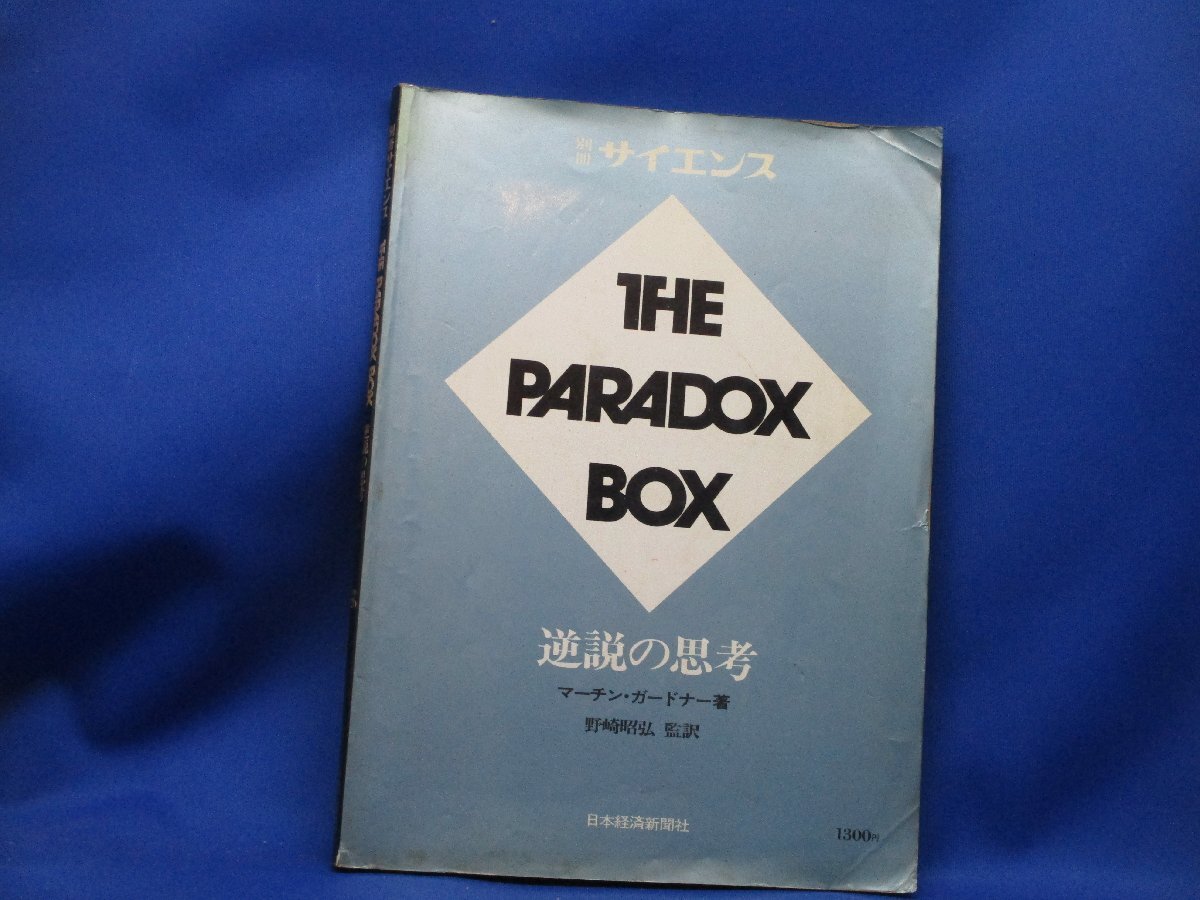 別冊 サイエンス
THE
PARADOX
BOX
逆説の思考
マーチン・ガードナー著
野崎昭弘 監訳
日本経済新聞社
1300円
PARADOX BOX